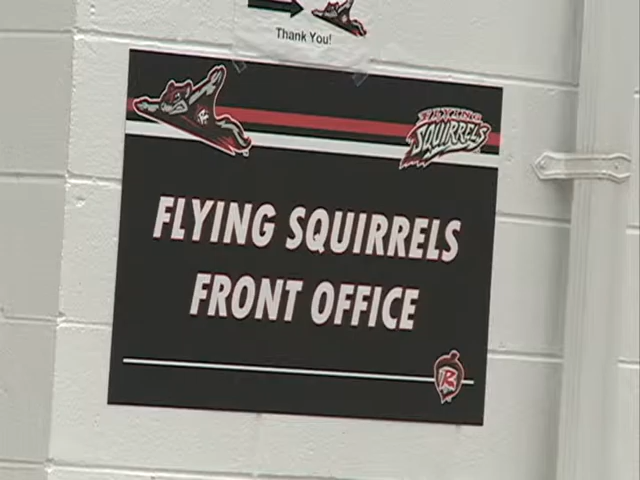 Thank You!
FLYING
SQUIRRELS
FLYING SQUIRRELS
FRONT OFFICE
R